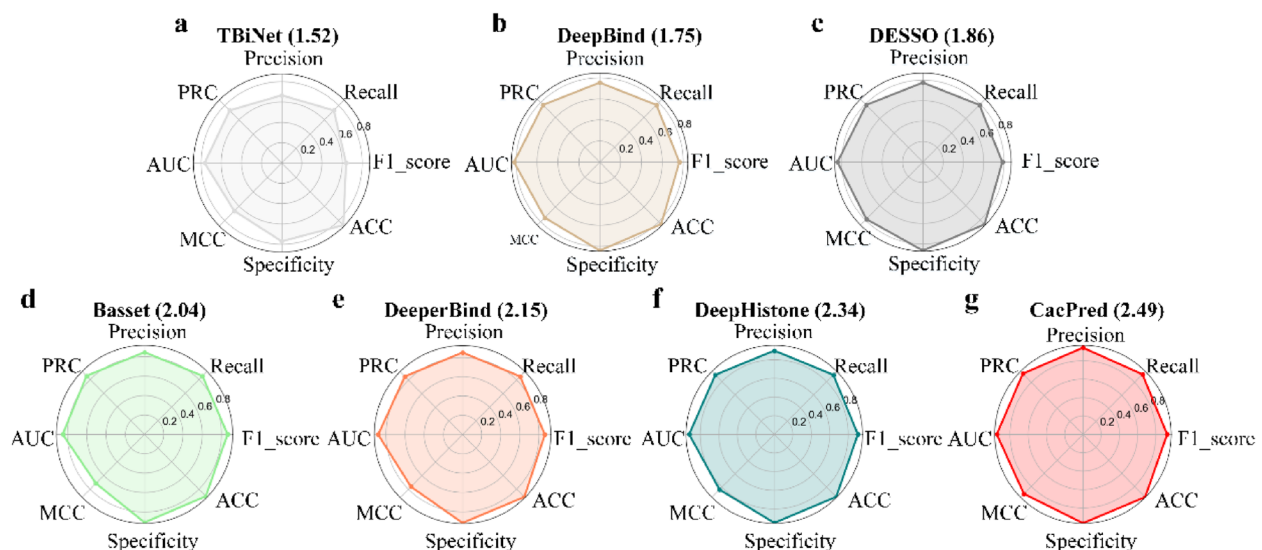 a
TBiNet (1.52)
Precision
PRC
Recall
0.8
0.6
0.4
0.2
AUC
F1_score
MCC
ACC
Specificity
b
DeepBind (1.75)
Precision
PRC
Recall
0.8
0.6
0.4
0.2
AUC
F1_score
MCC
ACC
Specificity
c
DESSO (1.86)
Precision
PRC
Recall
0.8
0.6
0.4
0.2
AUC
F1_score
MCC
ACC
Specificity
d
Basset (2.04)
Precision
PRC
Recall
0.8
0.6
0.4
0.2
AUC
F1_score
MCC
ACC
Specificity
e
DeeperBind (2.15)
Precision
PRC
Recall
0.8
0.6
0.4
0.2
AUC
F1_score
MCC
ACC
Specificity
f
DeepHistone (2.34)
Precision
PRC
Recall
0.8
0.6
0.4
0.2
AUC
F1_score
MCC
ACC
Specificity
g
CacPred (2.49)
Precision
PRC
Recall
0.8
0.6
0.4
0.2
AUC
F1_score
MCC
ACC
Specificity